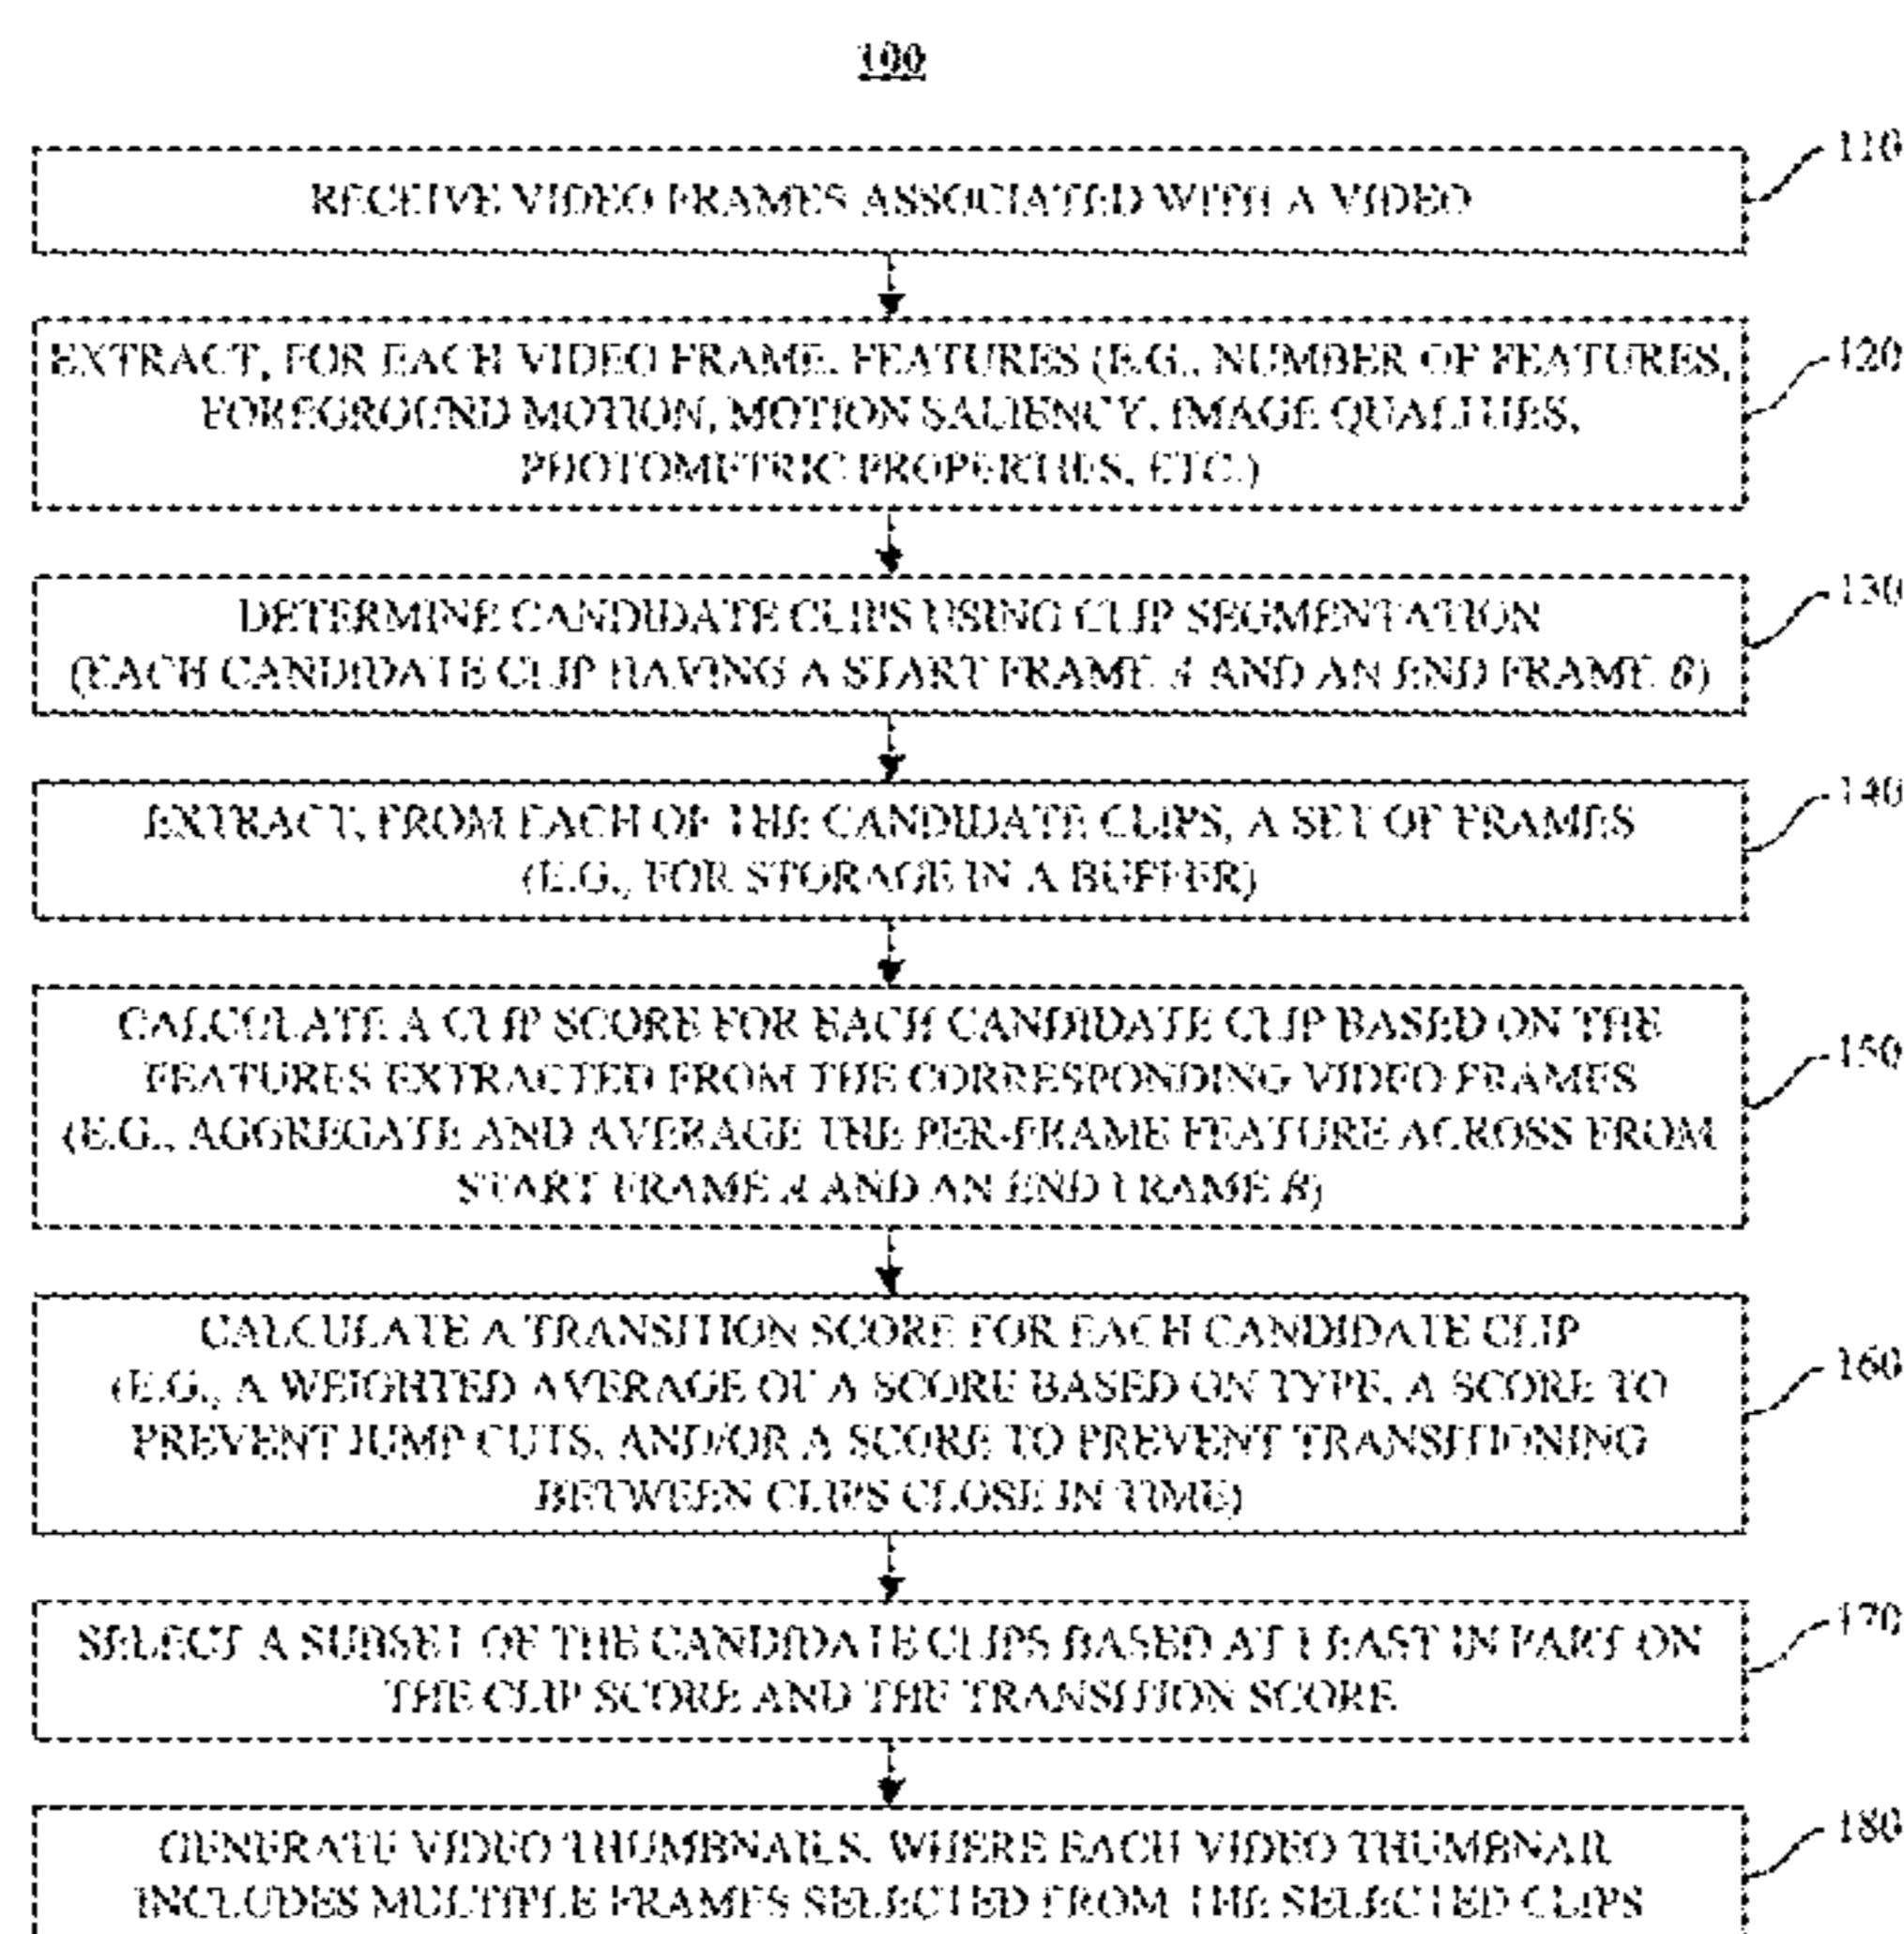 100
110
RECEIVE VIDEO FRAMES ASSOCIATED WITH A VIDEO
120
EXTRACT, FOR EACH VIDEO FRAME, FEATURES (E.G., NUMBER OF FEATURES,
FOREGROUND MOTION, MOTION SALIENCY, IMAGE QUALITIES,
PHOTOMETRIC PROPERTIES, ETC.)
130
DETERMINE CANDIDATE CLIPS USING CLIP SEGMENTATION
(EACH CANDIDATE CLIP HAVING A START FRAME A AND AN END FRAME B)
140
EXTRACT, FROM EACH OF THE CANDIDATE CLIPS, A SET OF FRAMES
(E.G., FOR STORAGE IN A BUFFER)
150
CALCULATE A CLIP SCORE FOR EACH CANDIDATE CLIP BASED ON THE
FEATURES EXTRACTED FROM THE CORRESPONDING VIDEO FRAMES
(E.G., AGGREGATE AND AVERAGE THE PER-FRAME FEATURE ACROSS FROM
START FRAME A AND AN END FRAME B)
160
CALCULATE A TRANSITION SCORE FOR EACH CANDIDATE CLIP
(E.G., A WEIGHTED AVERAGE OF A SCORE BASED ON TYPE, A SCORE TO
PREVENT JUMP CUTS, AND/OR A SCORE TO PREVENT TRANSITIONING
BETWEEN CLIPS CLOSE IN TIME)
170
SELECT A SUBSET OF THE CANDIDATE CLIPS BASED AT LEAST IN PART ON
THE CLIP SCORE AND THE TRANSITION SCORE
180
GENERATE VIDEO THUMBNAILS, WHERE EACH VIDEO THUMBNAIL
INCLUDES MULTIPLE FRAMES SELECTED FROM THE SELECTED CLIPS